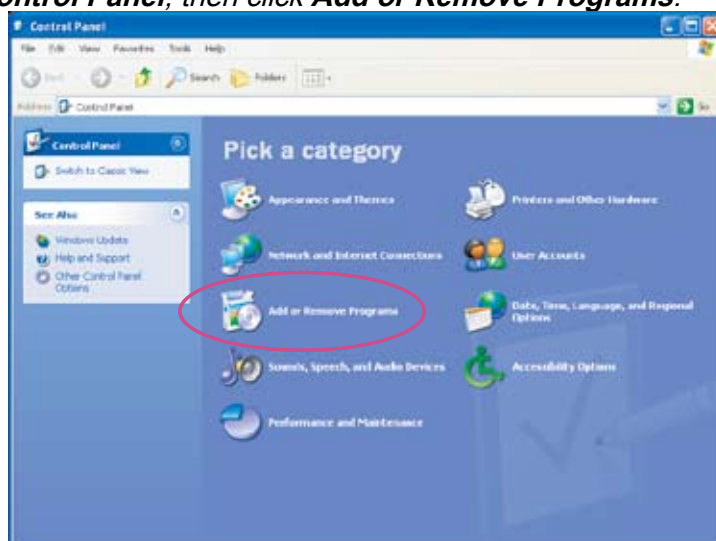 ontrol Panel, then click Add or Remove Programs.
Control Panel
File Edit View Favorites Tools Help
Back Search Folders
Address Control Panel Go
Control Panel
Switch to Classic View
See Also
Windows Update
Help and Support
Other Control Panel
Options
Pick a category
Appearance and Themes
Printers and Other Hardware
Network and Internet Connections
User Accounts
Add or Remove Programs
Date, Time, Language, and Regional
Options
Sounds, Speech, and Audio Devices
Accessibility Options
Performance and Maintenance